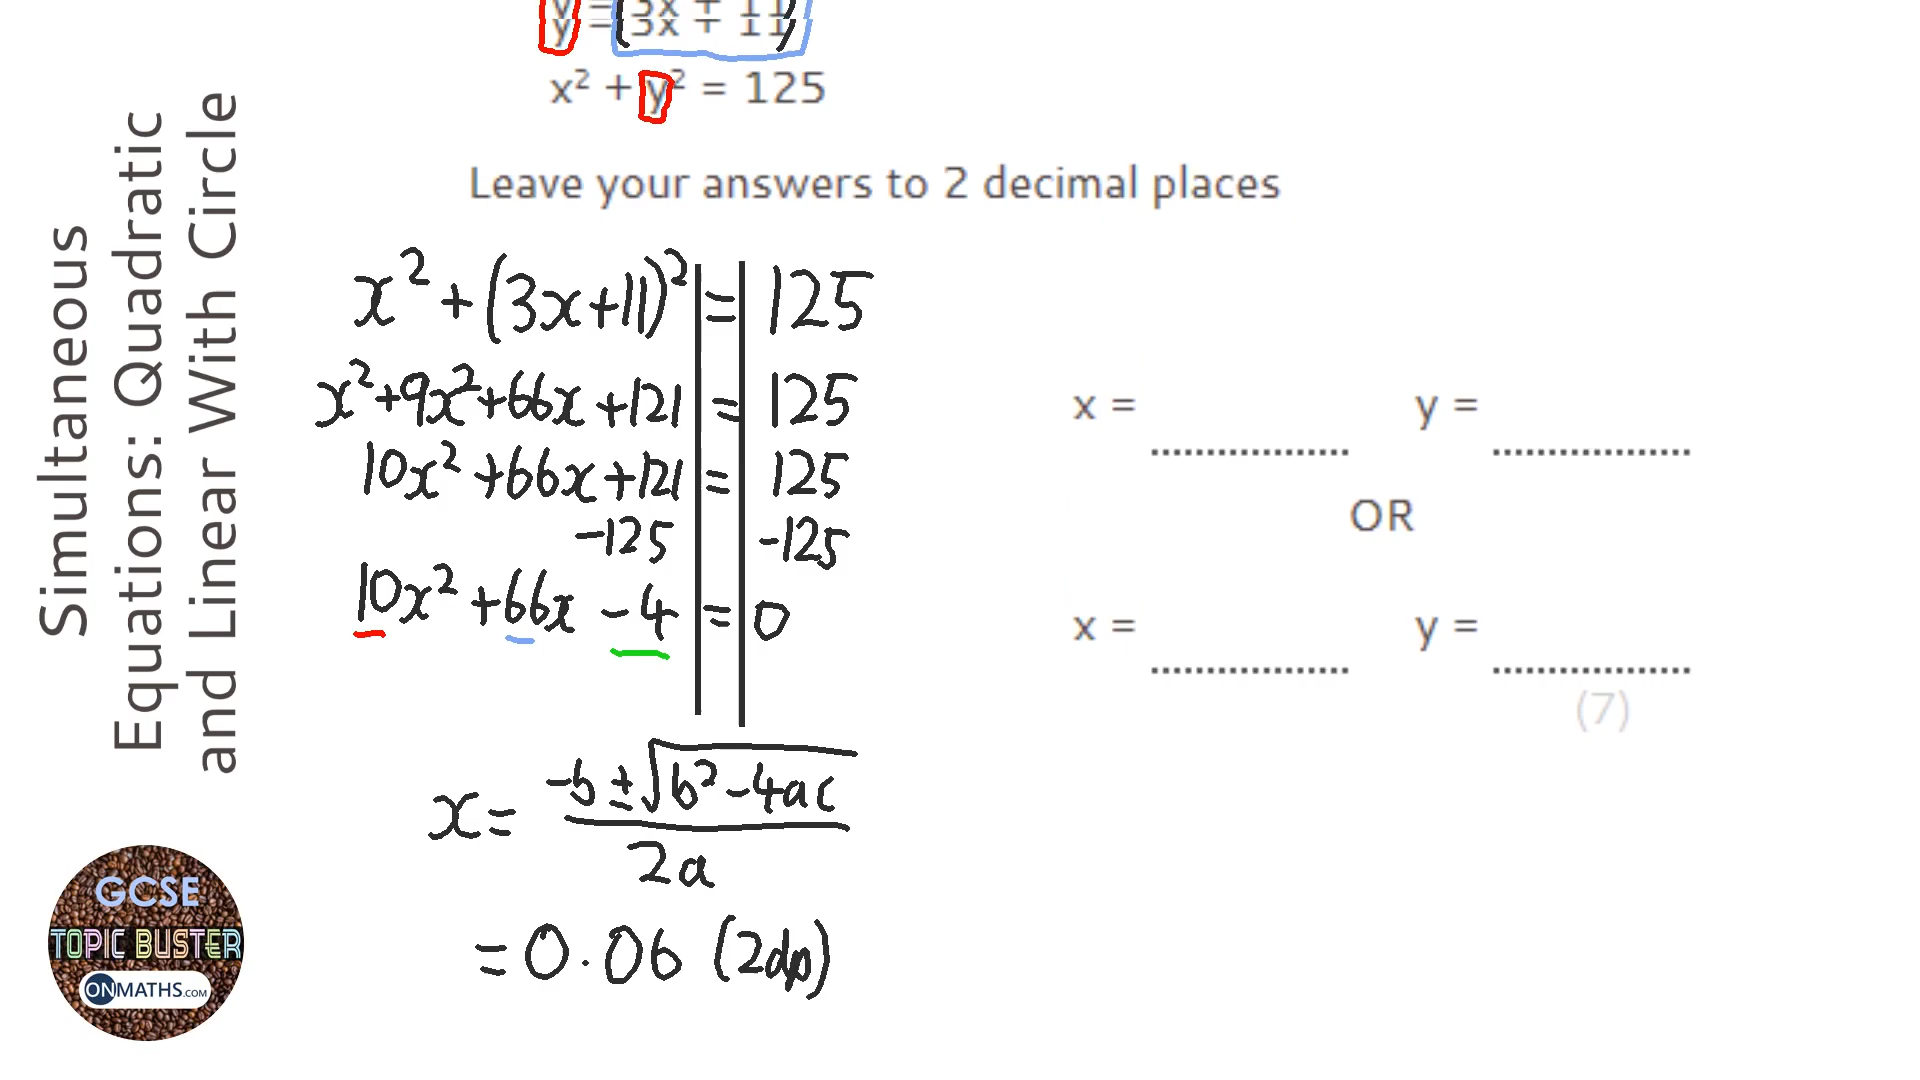 Simultaneous
Equations: Quadratic
and Linear With Circle
y = (3x + 11)
x² + y² = 125
Leave your answers to 2 decimal places
x² + (3x+11)² = 125
x²+9x²+66x+121 = 125
10x²+66x+121 = 125
-125 -125
10x²+66x-4 = 0
x = (-b ± √(b²-4ac)) / 2a
= 0.06 (2dp)
x = .................. y = ..................
OR
x = .................. y = ..................
(7)
GCSE
TOPIC BUSTER
ONMATHS.COM